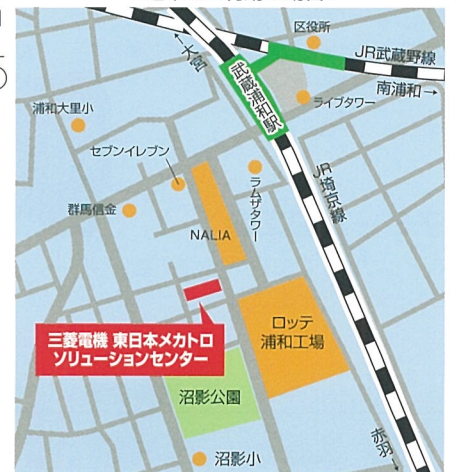 区役所
大宮
JR武蔵野線
武蔵浦和駅
南浦和
ライブタワー
浦和大里小
セブンイレブン
JR埼京線
ラムザタワー
群馬信金
NALIA
三菱電機 東日本メカトロ
ソリューションセンター
ロッテ
浦和工場
沼影公園
赤羽
沼影小